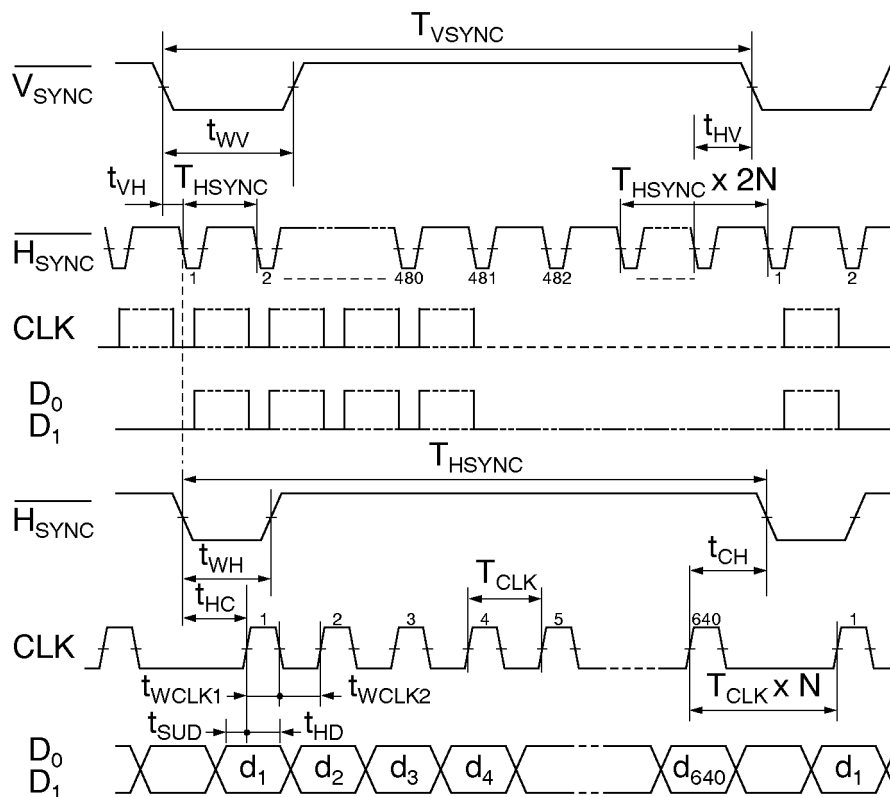 TVSYNC
VSYNC
tWV
tHV
tVH THSYNC
THSYNC x 2N
HSYNC
1 2 480 481 482 1 2
CLK
D0
D1
THSYNC
HSYNC
tWH
tCH
tHC
TCLK
CLK
1 2 3 4 5 640 1
tWCLK1 tWCLK2
TCLK x N
tSUD tHD
D0
D1
d1 d2 d3 d4 d640 d1